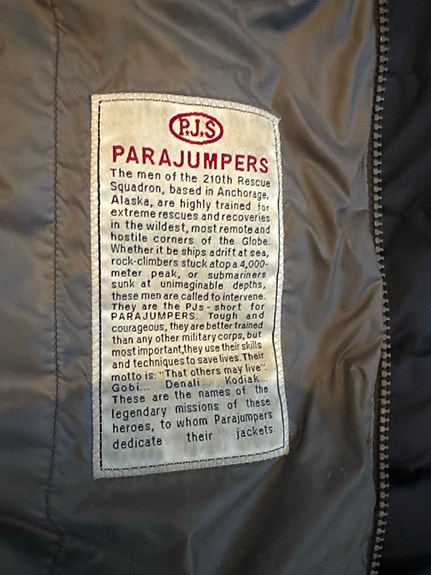 P.J.S
PARAJUMPERS
The men of the 210th Rescue
Squadron, based in Anchorage,
Alaska, are highly trained for
extreme rescues and recoveries
in the wildest, most remote and
hostile corners of the Globe.
Whether it be ships adrift at sea,
rock-climbers stuck atop a 4,000-
meter peak, or submariners
sunk at unimaginable depths,
these men are called to intervene.
They are the PJs - short for
PARAJUMPERS. Tough and
courageous, they are better trained
than any other military corps, but
most important,they use their skills
and techniques to save lives. Their
motto is: "That others may live".
Gobi... Denali Kodiak...
These are the names of the
legendary missions of these
heroes, to whom Parajumpers
dedicate their jackets